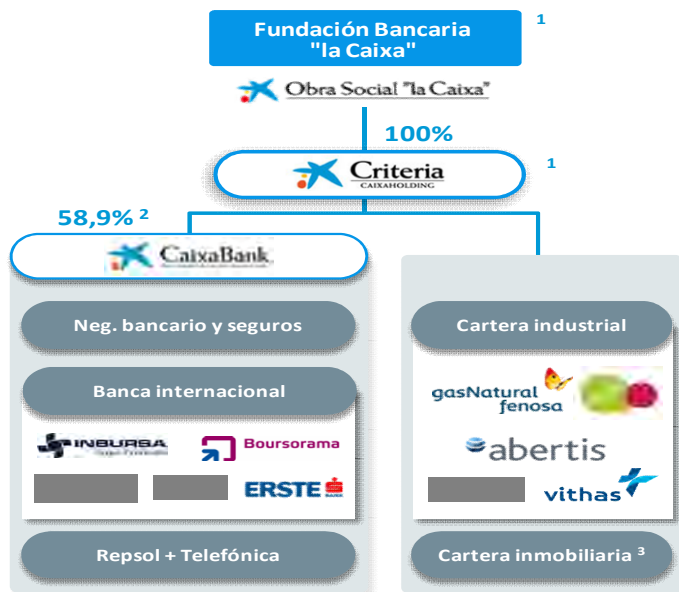 Fundación Bancaria
"la Caixa"
1
Obra Social "la Caixa"
100%
Criteria
CAIXAHOLDING
1
58,9% 2
CaixaBank
Neg. bancario y seguros
Cartera industrial
Banca internacional
gasNatural
fenosa
INBURSA
Boursorama
abertis
ERSTE
vithas
Repsol + Telefónica
Cartera inmobiliaria 3